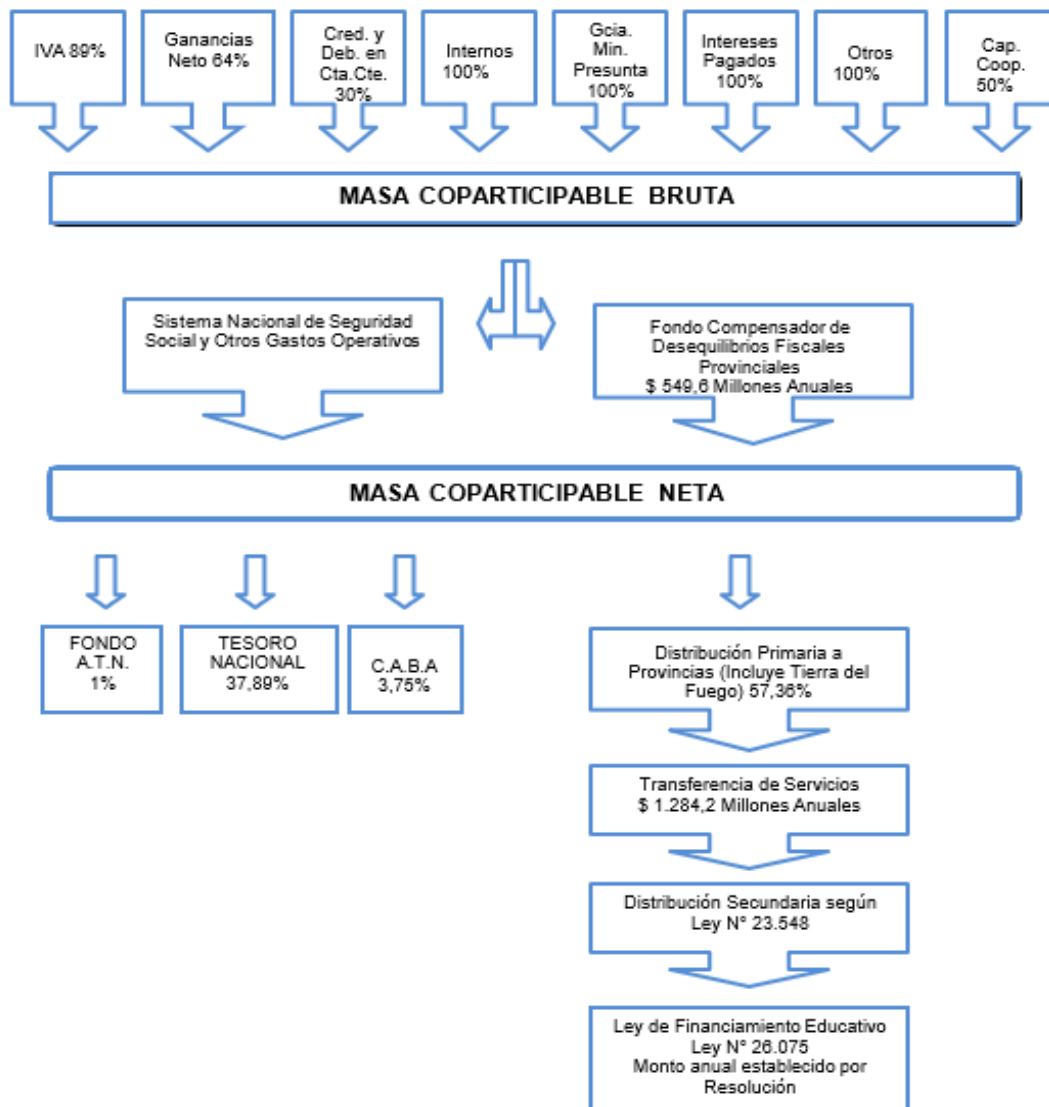 IVA 89%
Ganancias
Neto 64%
Cred. y
Deb. en
Cta.Cte.
30%
Internos
100%
Gcia.
Min.
Presunta
100%
Intereses
Pagados
100%
Otros
100%
Cap.
Coop.
50%
MASA COPARTICIPABLE BRUTA
Sistema Nacional de Seguridad
Social y Otros Gastos Operativos
Fondo Compensador de
Desequilibrios Fiscales
Provinciales
$ 549,6 Millones Anuales
MASA COPARTICIPABLE NETA
FONDO
A.T.N.
1%
TESORO
NACIONAL
37,89%
C.A.B.A
3,75%
Distribución Primaria a
Provincias (Incluye Tierra del
Fuego) 57,36%
Transferencia de Servicios
$ 1.284,2 Millones Anuales
Distribución Secundaria según
Ley N° 23.548
Ley de Financiamiento Educativo
Ley N° 26.075
Monto anual establecido por
Resolución